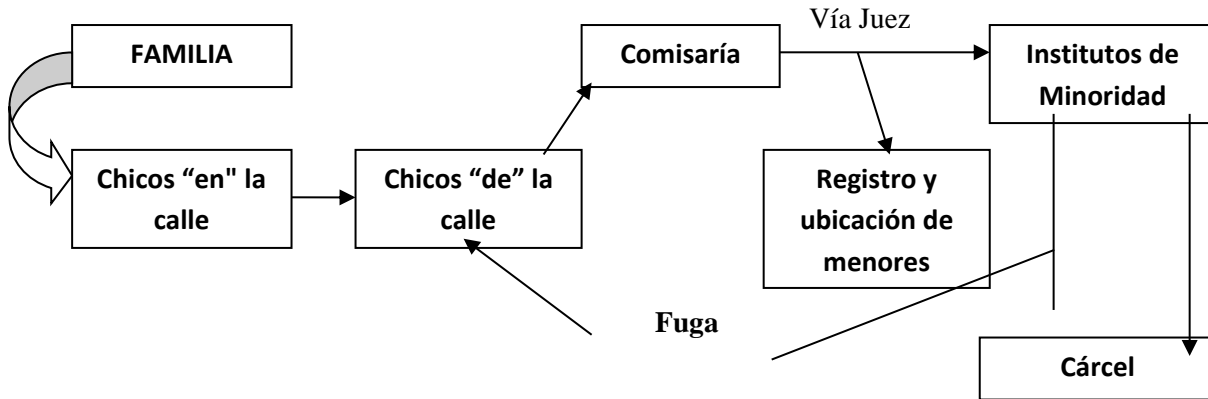 Vía Juez
FAMILIA
Comisaría
Institutos de
Minoridad
Chicos “en" la
calle
Chicos “de” la
calle
Registro y
ubicación de
menores
Fuga
Cárcel